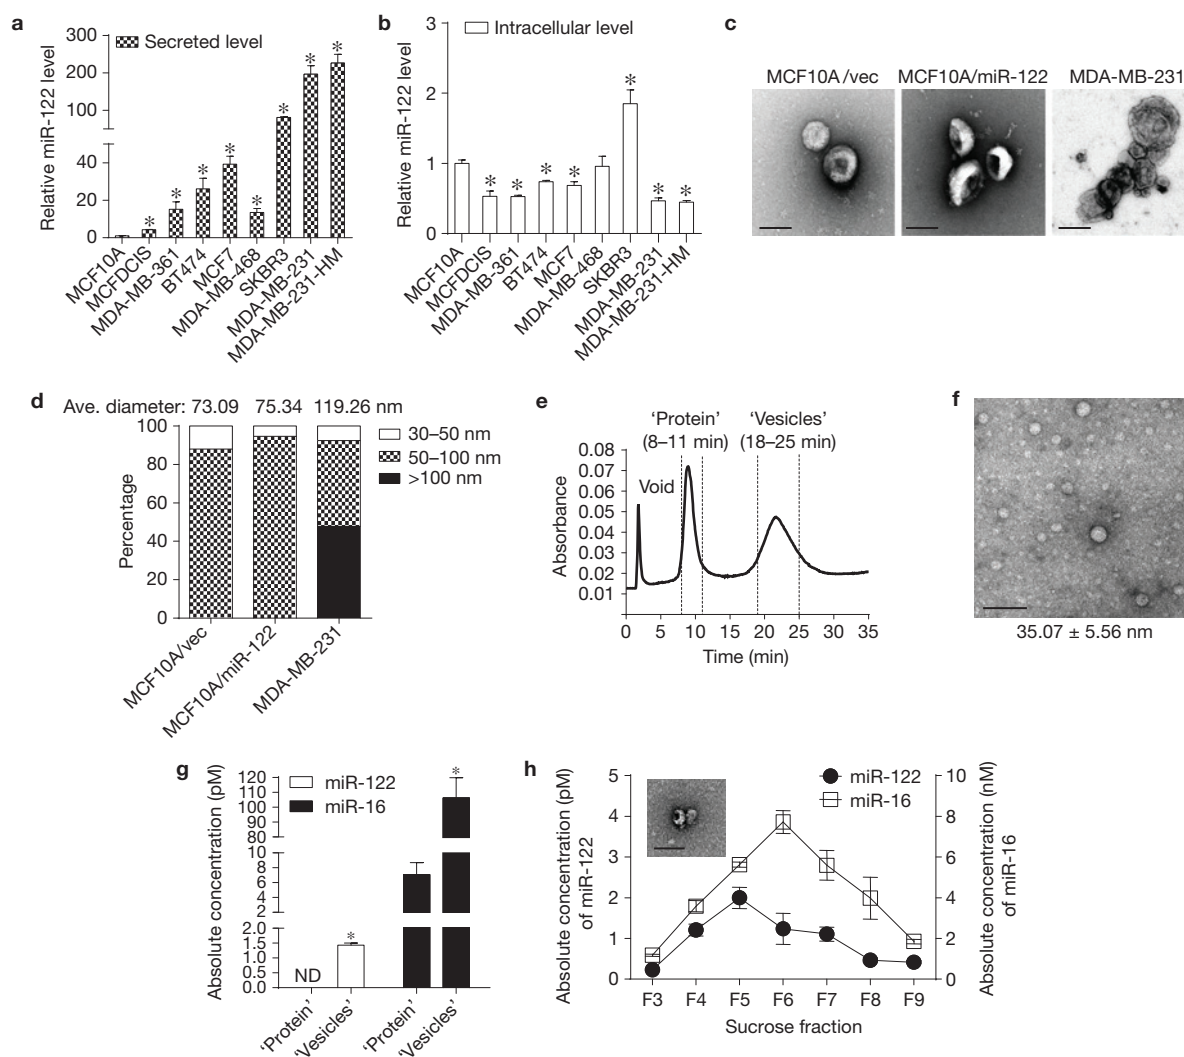 a
Secreted level
Relative miR-122 level
300
200
100
40
20
0
MCF10A
MCFDCIS
MDA-MB-361
BT474
MCF7
MDA-MB-468
SKBR3
MDA-MB-231
MDA-MB-231-HM
* * * * * * * *
b
Intracellular level
Relative miR-122 level
3
2
1
0
MCF10A
MCFDCIS
MDA-MB-361
BT474
MCF7
MDA-MB-468
SKBR3
MDA-MB-231
MDA-MB-231-HM
* * * * * * *
c
MCF10A/vec MCF10A/miR-122 MDA-MB-231
d
Ave. diameter: 73.09 75.34 119.26 nm
Percentage
100
80
60
40
20
0
30–50 nm
50–100 nm
>100 nm
MCF10A/vec
MCF10A/miR-122
MDA-MB-231
e
‘Protein’ ‘Vesicles’
(8–11 min) (18–25 min)
Void
Absorbance
0.08
0.07
0.06
0.05
0.04
0.03
0.02
0.01
0 5 10 15 20 25 30 35
Time (min)
f
35.07 ± 5.56 nm
g
miR-122
miR-16
Absolute concentration (pM)
120
110
100
90
80
10
8
6
4
2
2.0
1.5
1.0
0.5
0.0
ND
* *
‘Protein’
‘Vesicles’
‘Protein’
‘Vesicles’
h
miR-122
miR-16
Absolute concentration (pM)
of miR-122
5
4
3
2
1
0
10
8
6
4
2
0
Absolute concentration (nM)
of miR-16
F3 F4 F5 F6 F7 F8 F9
Sucrose fraction